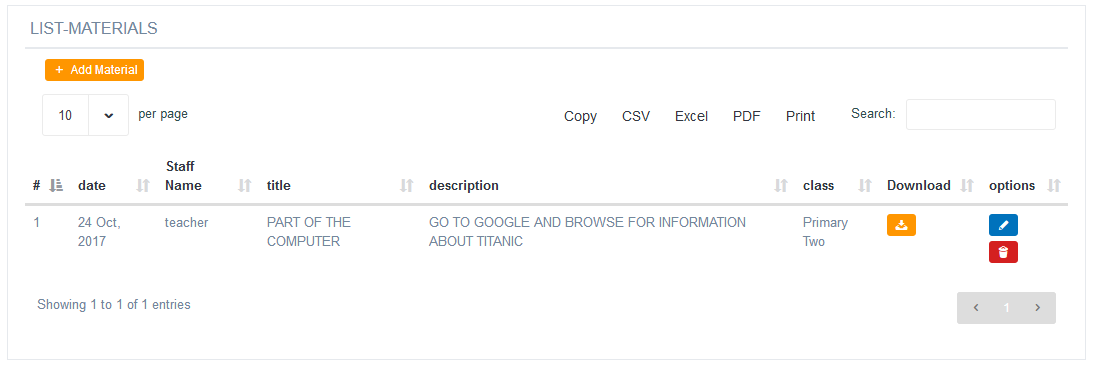 LIST-MATERIALS
+ Add Material
10 per page Copy CSV Excel PDF Print Search:
# date Staff Name title description class Download options
1 24 Oct, 2017 teacher PART OF THE COMPUTER GO TO GOOGLE AND BROWSE FOR INFORMATION ABOUT TITANIC Primary Two
Showing 1 to 1 of 1 entries ‹ 1 ›